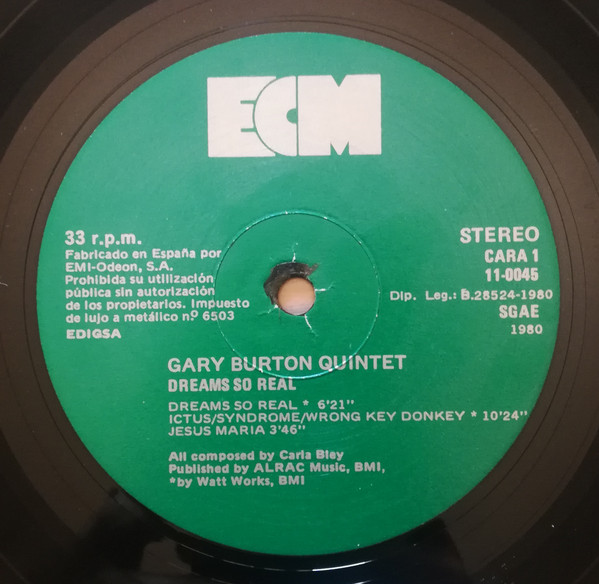 ECM
33 r.p.m.
Fabricado en España por
EMI-Odeon, S.A.
Prohibida su utilización
pública sin autorización
de los propietarios. Impuesto
de lujo a metálico nº 6503
EDIGSA
STEREO
CARA 1
11-0045
Dip. Leg.: B.28524-1980
SGAE
1980
GARY BURTON QUINTET
DREAMS SO REAL
DREAMS SO REAL * 6'21"
ICTUS/SYNDROME/WRONG KEY DONKEY * 10'24"
JESUS MARIA 3'46"
All composed by Carla Bley
Published by ALRAC Music, BMI,
*by Watt Works, BMI